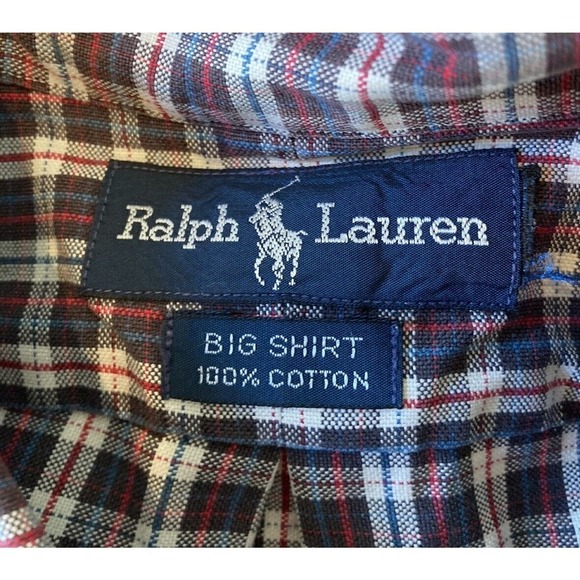 Ralph Lauren
BIG SHIRT
100% COTTON